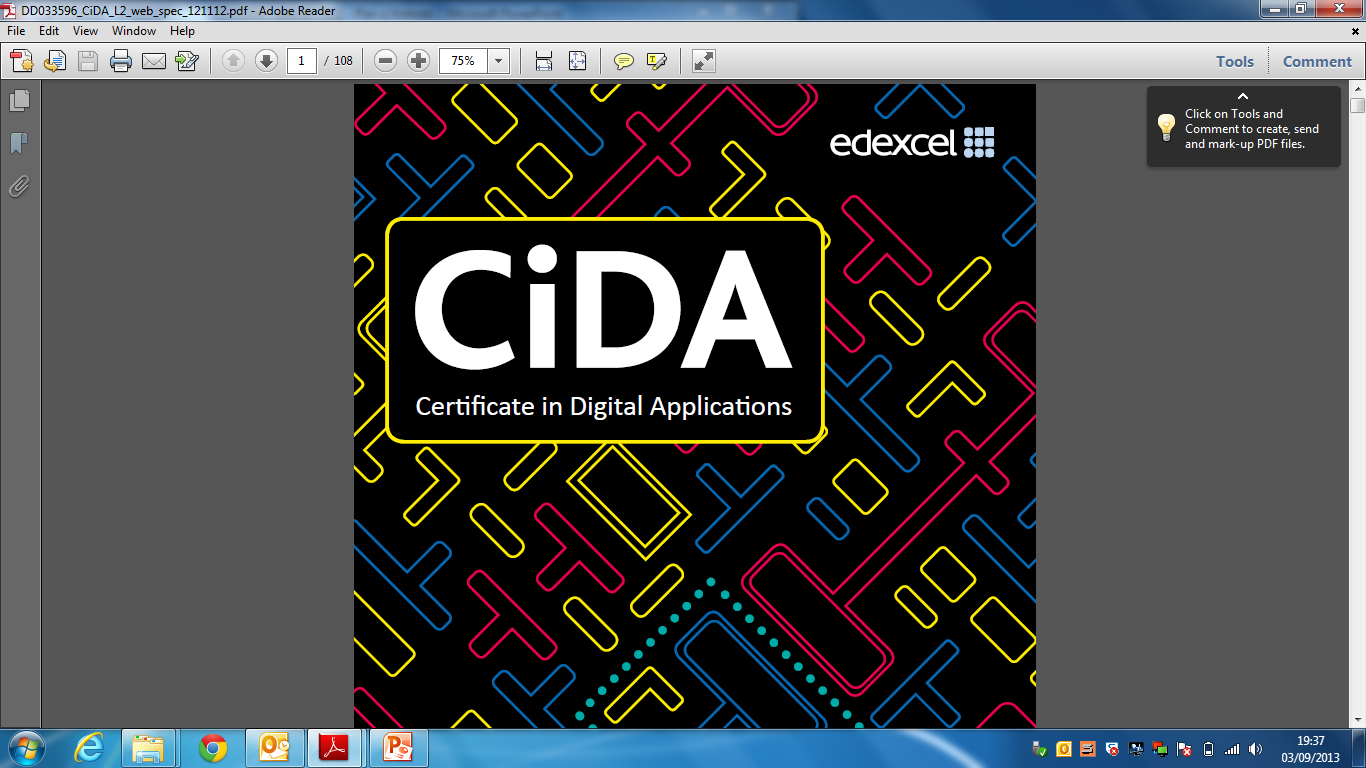 DD033596_CiDA_L2_web_spec_121112.pdf - Adobe Reader
File Edit View Window Help
1 / 108 75% Tools Comment
Click on Tools and
Comment to create, send
and mark-up PDF files.
edexcel
CiDA
Certificate in Digital Applications
19:37
03/09/2013